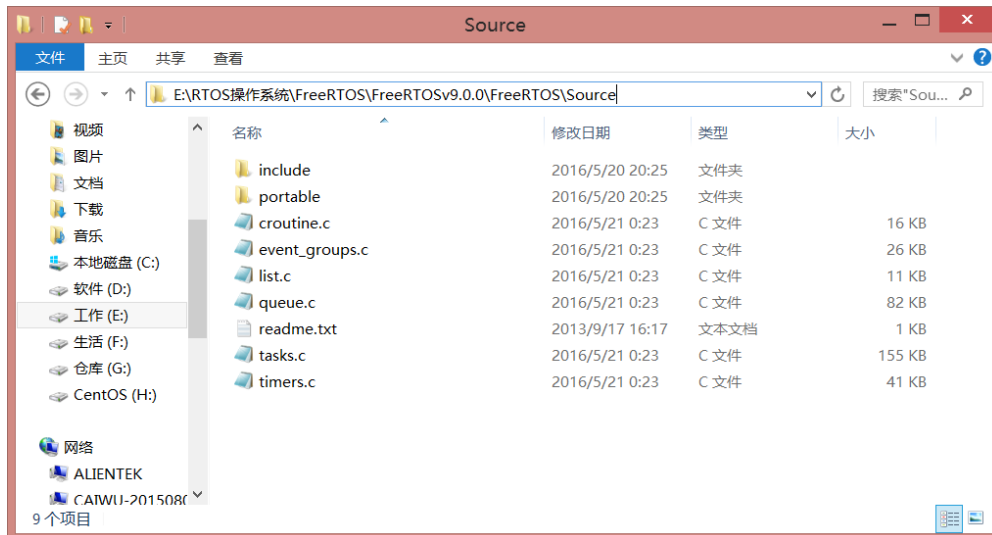 Source
文件 主页 共享 查看
E:\RTOS操作系统\FreeRTOS\FreeRTOSv9.0.0\FreeRTOS\Source 搜索"Sou...
名称 修改日期 类型 大小
视频
图片
文档
下载
音乐
本地磁盘 (C:)
软件 (D:)
工作 (E:)
生活 (F:)
仓库 (G:)
CentOS (H:)
网络
ALIENTEK
CAIWU-201508(
include 2016/5/20 20:25 文件夹
portable 2016/5/20 20:25 文件夹
croutine.c 2016/5/21 0:23 C 文件 16 KB
event_groups.c 2016/5/21 0:23 C 文件 26 KB
list.c 2016/5/21 0:23 C 文件 11 KB
queue.c 2016/5/21 0:23 C 文件 82 KB
readme.txt 2013/9/17 16:17 文本文档 1 KB
tasks.c 2016/5/21 0:23 C 文件 155 KB
timers.c 2016/5/21 0:23 C 文件 41 KB
9 个项目